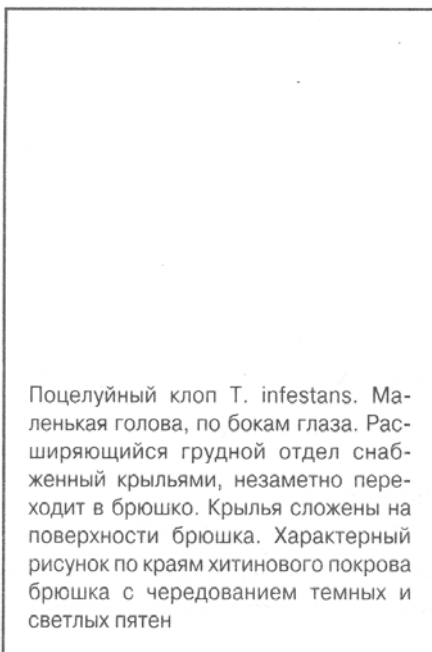 Поцелуйный клоп T. infestans. Ма-
ленькая голова, по бокам глаза. Рас-
ширяющийся грудной отдел снаб-
женный крыльями, незаметно пере-
ходит в брюшко. Крылья сложены на
поверхности брюшка. Характерный
рисунок по краям хитинового покрова
брюшка с чередованием темных и
светлых пятен